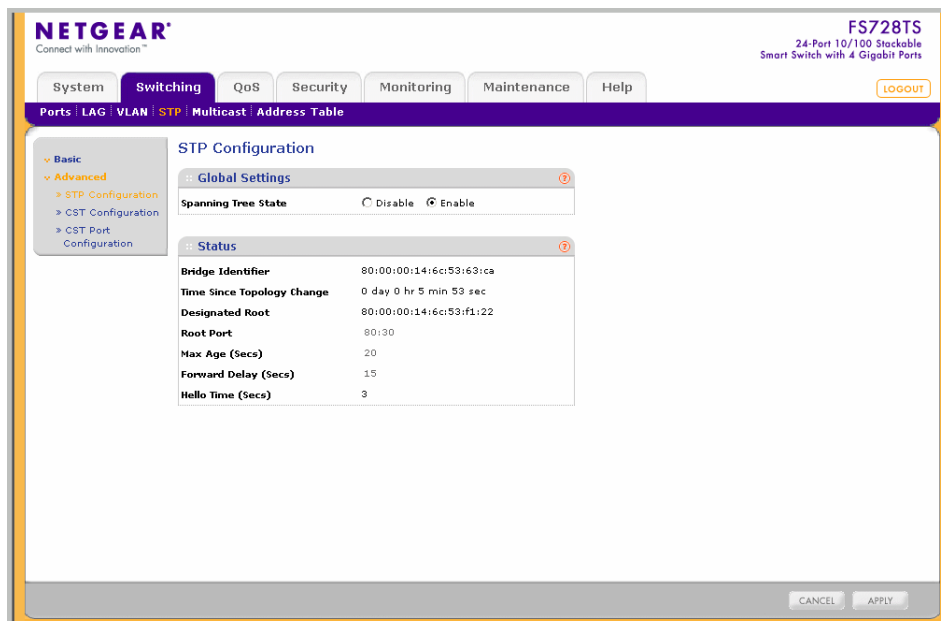 NETGEAR®
Connect with Innovation™
FS728TS
24-Port 10/100 Stackable
Smart Switch with 4 Gigabit Ports
System Switching QoS Security Monitoring Maintenance Help LOGOUT
Ports LAG VLAN STP Multicast Address Table
Basic
Advanced
» STP Configuration
» CST Configuration
» CST Port
Configuration
STP Configuration
:: Global Settings ?
Spanning Tree State Disable Enable
:: Status ?
Bridge Identifier 80:00:00:14:6c:53:63:ca
Time Since Topology Change 0 day 0 hr 5 min 53 sec
Designated Root 80:00:00:14:6c:53:f1:22
Root Port 80:30
Max Age (Secs) 20
Forward Delay (Secs) 15
Hello Time (Secs) 3
CANCEL APPLY